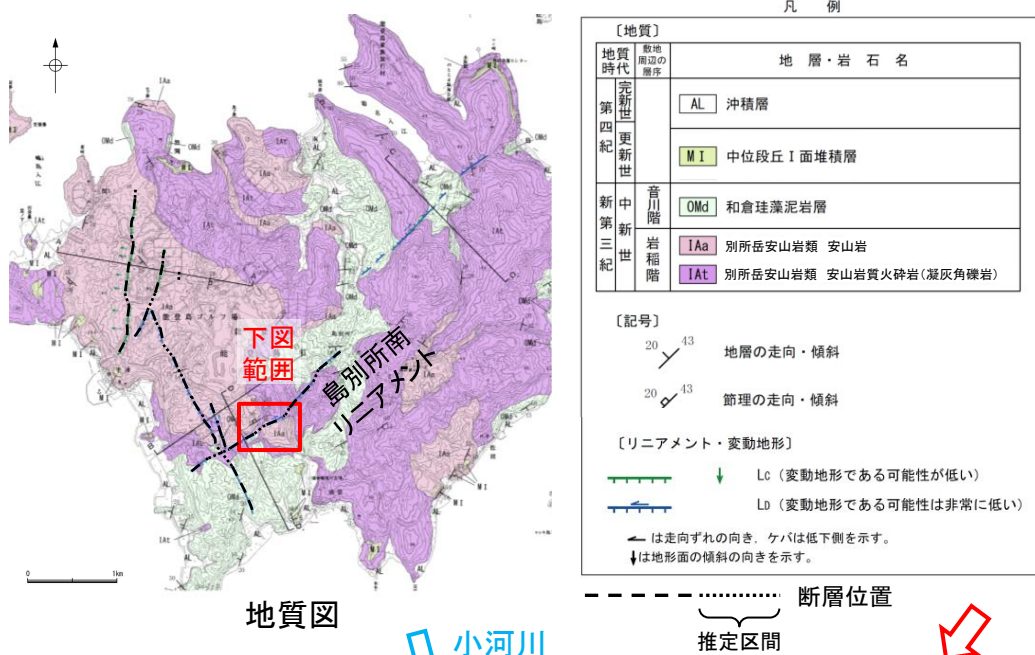 凡 例
〔地質〕
地質時代
敷地周辺の層序
地 層・岩 石 名
第四紀
完新世
AL 沖積層
更新世
MⅠ 中位段丘Ⅰ面堆積層
新第三紀
中新世
音川階
OMd 和倉珪藻泥岩層
岩稲階
IAa 別所岳安山岩類 安山岩
IAt 別所岳安山岩類 安山岩質火砕岩(凝灰角礫岩)
〔記号〕
20 43 地層の走向・傾斜
20 43 節理の走向・傾斜
〔リニアメント・変動地形〕
LC (変動地形である可能性が低い)
LD (変動地形である可能性は非常に低い)
は走向ずれの向き、ケバは低下側を示す。
は地形面の傾斜の向きを示す。
断層位置
推定区間
下図
範囲
島別所南
リニアメント
IAa
IAt
OMd
AL
MⅠ
0 1km
地質図
小河川